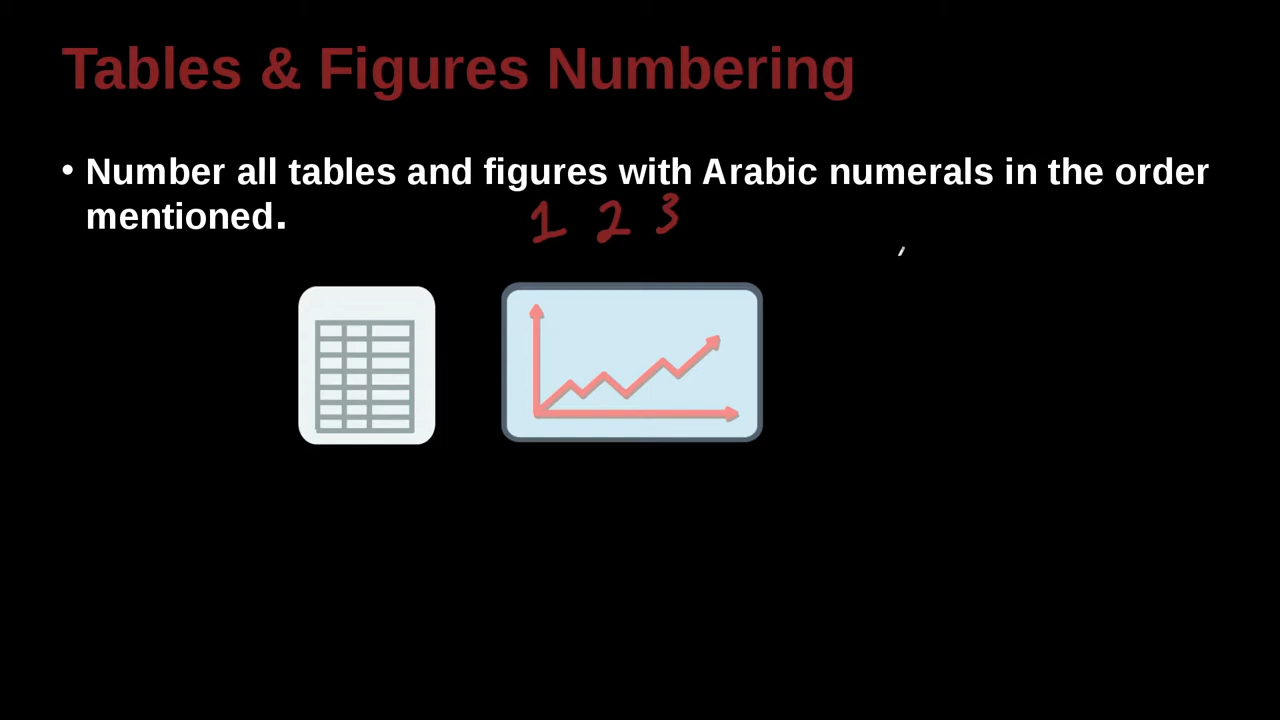 Tables & Figures Numbering
• Number all tables and figures with Arabic numerals in the order
mentioned.
1 2 3